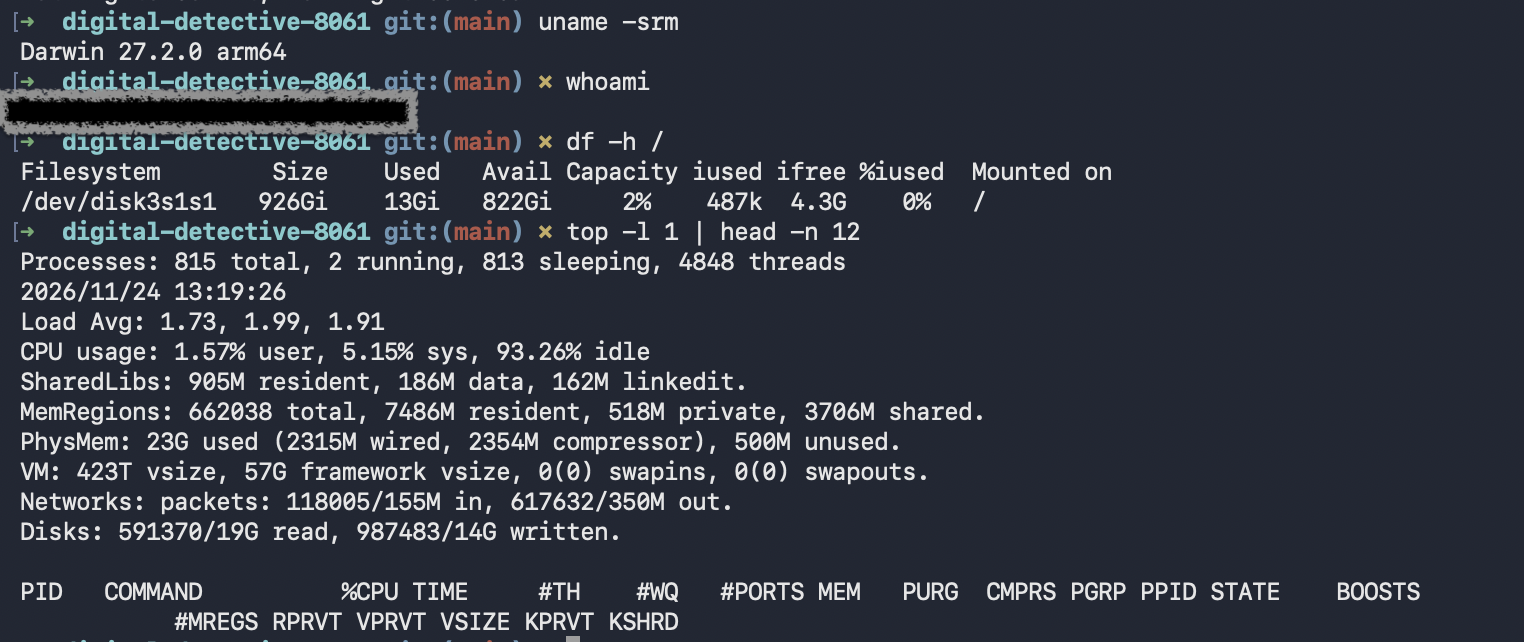 [→ digital-detective-8061 git:(main) uname -srm
Darwin 27.2.0 arm64
[→ digital-detective-8061 git:(main) × whoami
[→ digital-detective-8061 git:(main) × df -h /
Filesystem Size Used Avail Capacity iused ifree %iused Mounted on
/dev/disk3s1s1 926Gi 13Gi 822Gi 2% 487k 4.3G 0% /
[→ digital-detective-8061 git:(main) × top -l 1 | head -n 12
Processes: 815 total, 2 running, 813 sleeping, 4848 threads
2026/11/24 13:19:26
Load Avg: 1.73, 1.99, 1.91
CPU usage: 1.57% user, 5.15% sys, 93.26% idle
SharedLibs: 905M resident, 186M data, 162M linkedit.
MemRegions: 662038 total, 7486M resident, 518M private, 3706M shared.
PhysMem: 23G used (2315M wired, 2354M compressor), 500M unused.
VM: 423T vsize, 57G framework vsize, 0(0) swapins, 0(0) swapouts.
Networks: packets: 118005/155M in, 617632/350M out.
Disks: 591370/19G read, 987483/14G written.
PID COMMAND %CPU TIME #TH #WQ #PORTS MEM PURG CMPRS PGRP PPID STATE BOOSTS
#MREGS RPRVT VPRVT VSIZE KPRVT KSHRD